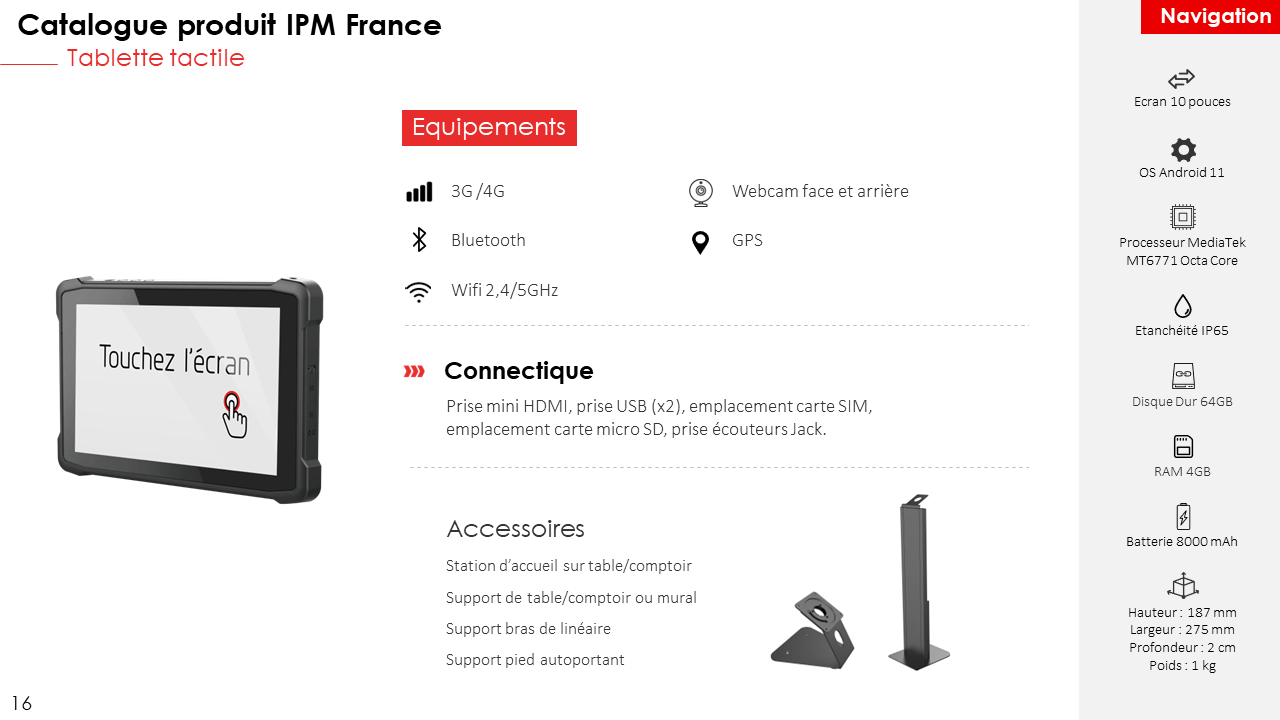 Catalogue produit IPM France
Tablette tactile
Navigation
Equipements
3G /4G
Webcam face et arrière
Bluetooth
GPS
Wifi 2,4/5GHz
Touchez l'écran
Connectique
Prise mini HDMI, prise USB (x2), emplacement carte SIM,
emplacement carte micro SD, prise écouteurs Jack.
Accessoires
Station d’accueil sur table/comptoir
Support de table/comptoir ou mural
Support bras de linéaire
Support pied autoportant
Ecran 10 pouces
OS Android 11
Processeur MediaTek
MT6771 Octa Core
Etanchéité IP65
Disque Dur 64GB
RAM 4GB
Batterie 8000 mAh
Hauteur : 187 mm
Largeur : 275 mm
Profondeur : 2 cm
Poids : 1 kg
16